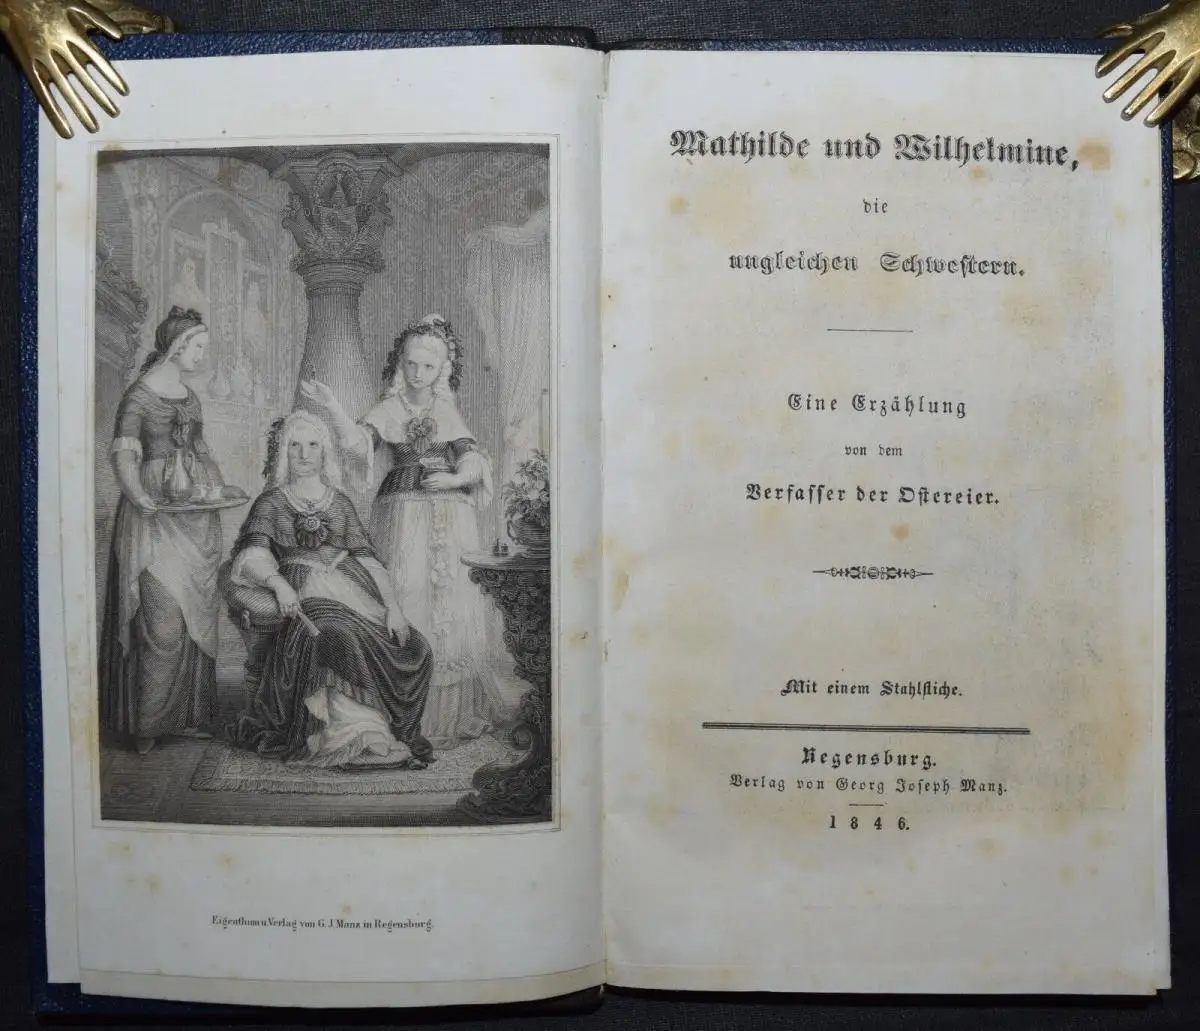 Eigenthum u. Verlag von G. J. Manz in Regensburg.
Mathilde und Wilhelmine,
die
ungleichen Schwestern.
Eine Erzählung
von dem
Verfasser der Ostereier.
Mit einem Stahlstiche.
Regensburg.
Verlag von Georg Joseph Manz.
1846.